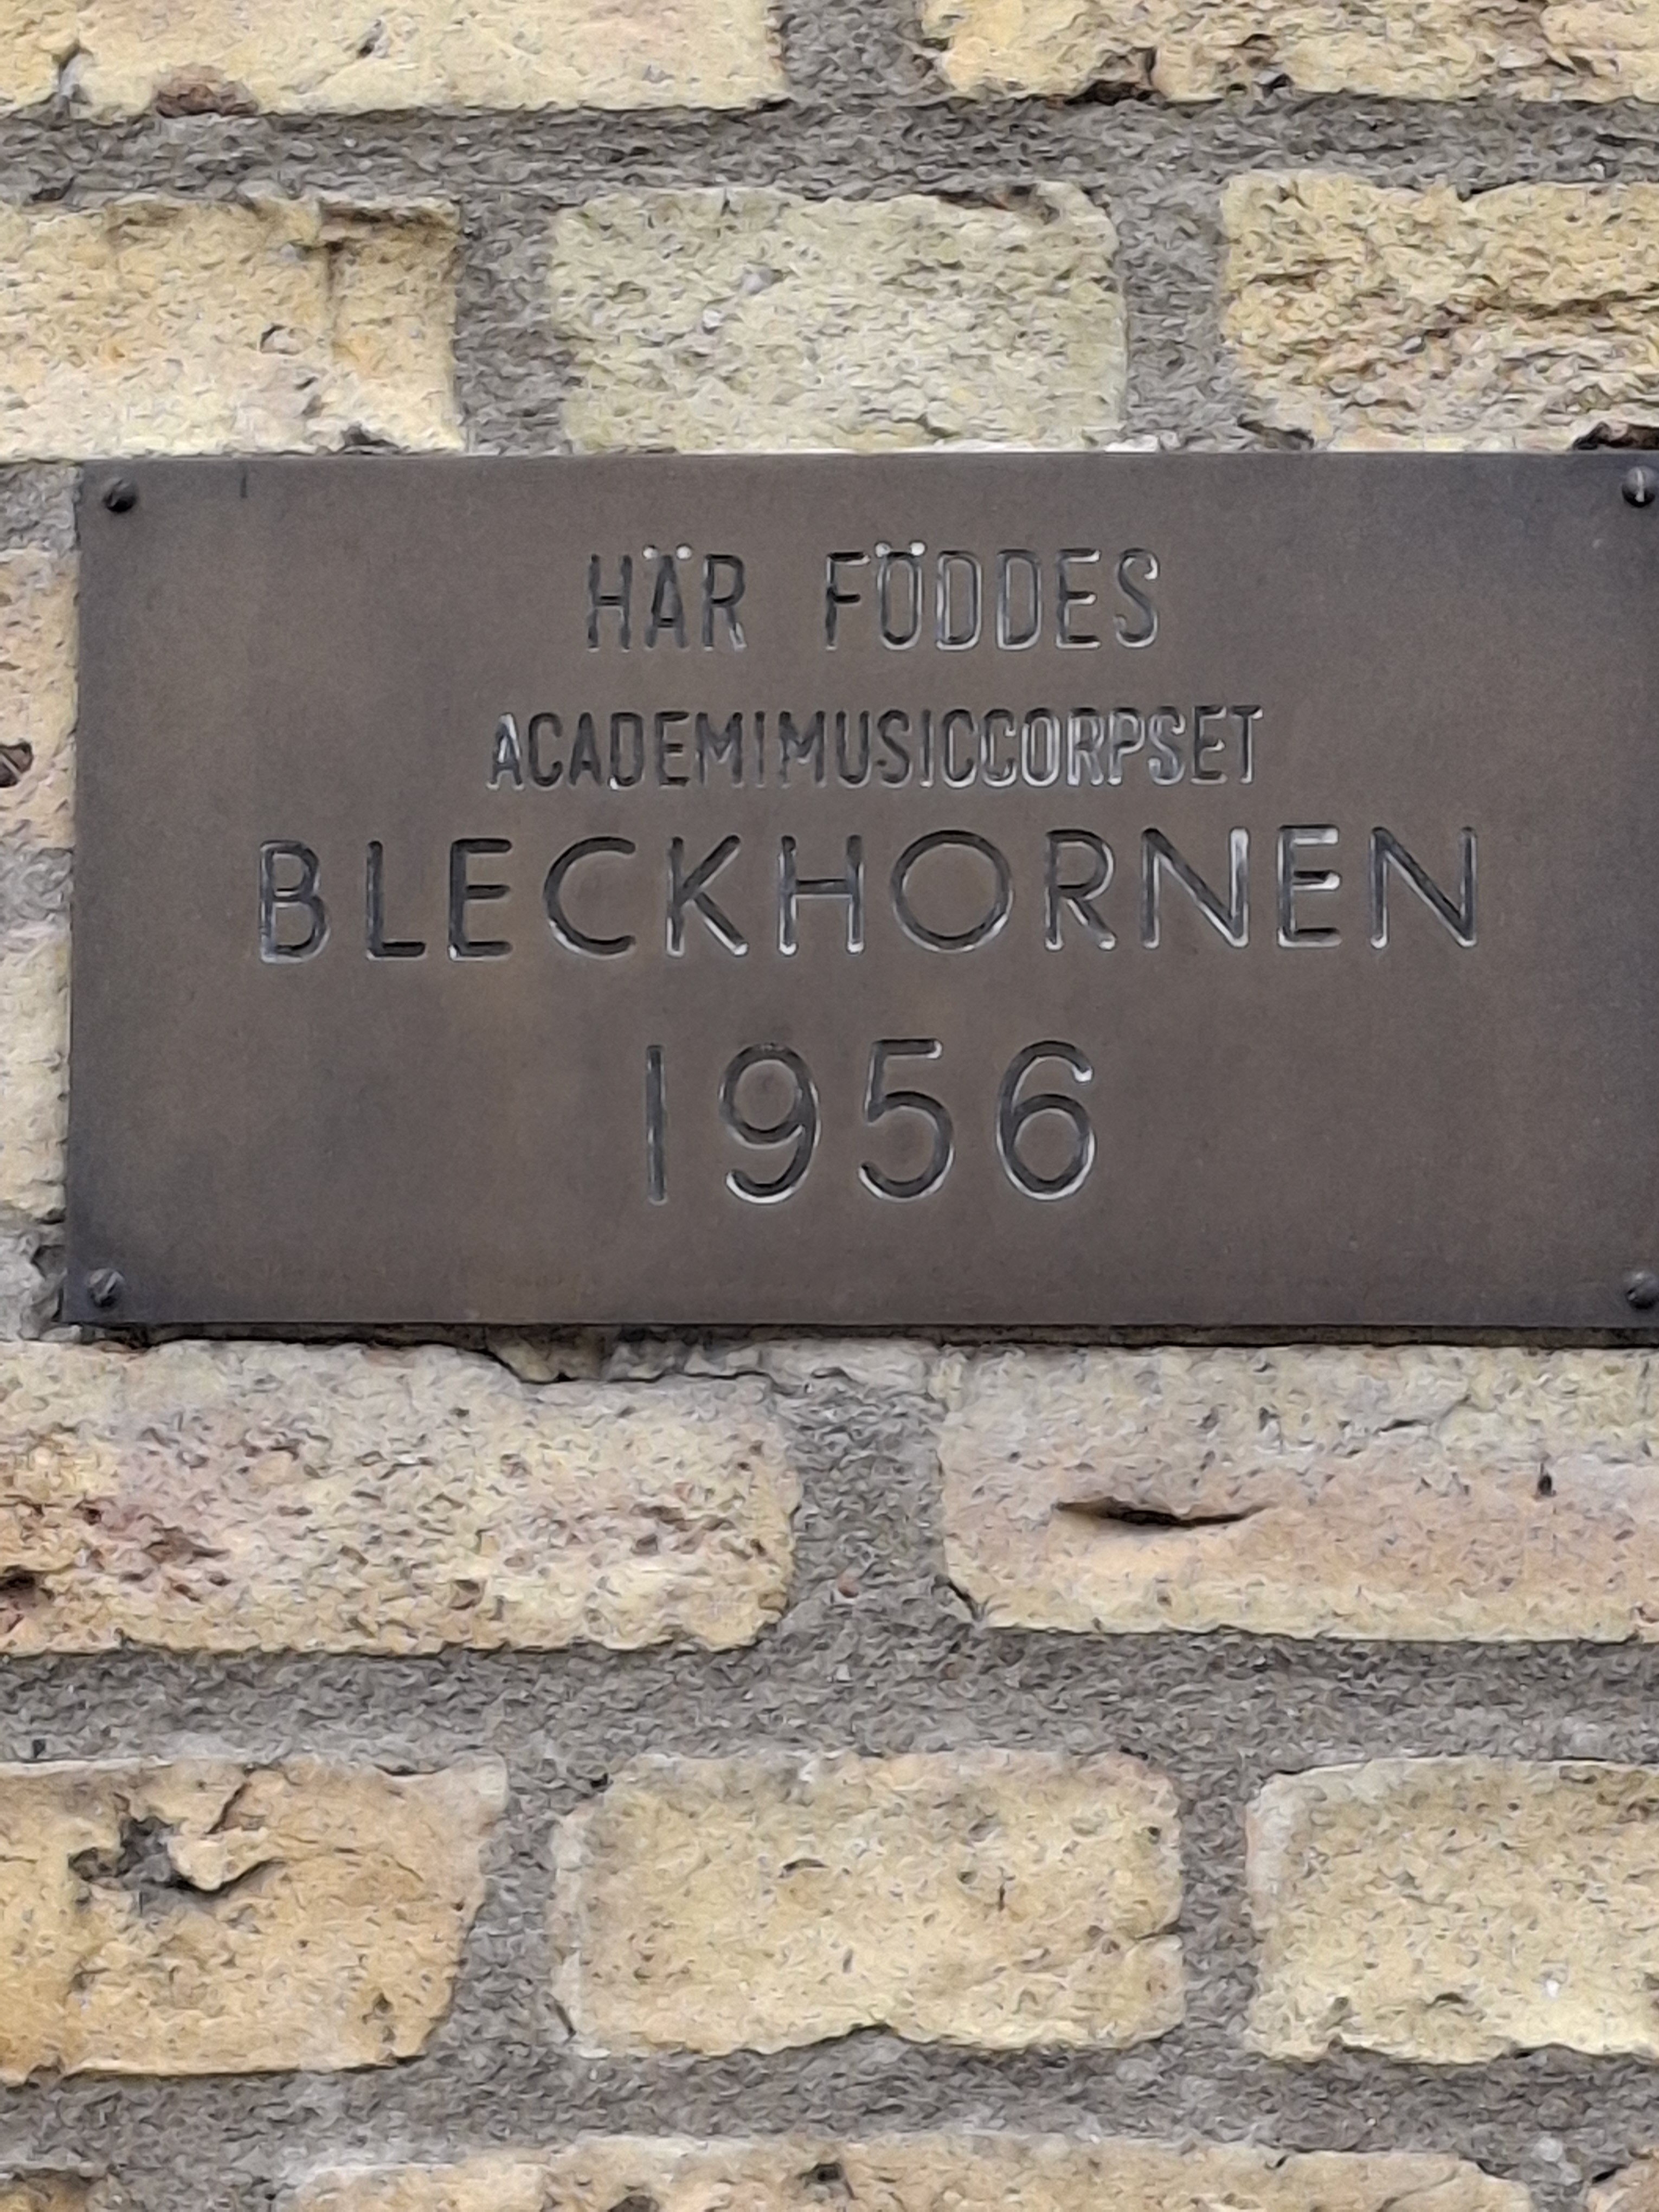 HÄR FÖDDES
ACADEMIMUSICCORPSET
BLECKHORNEN
1956